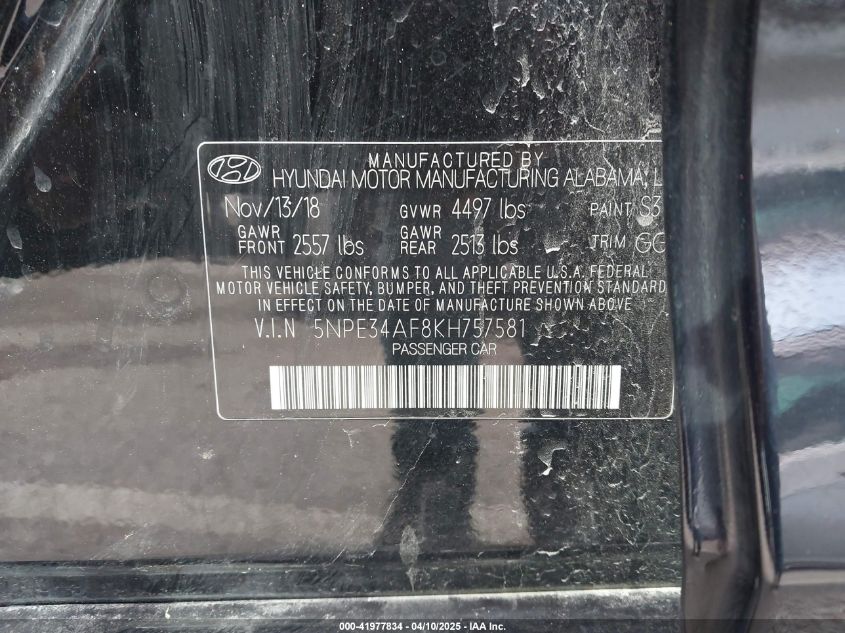 MANUFACTURED BY
HYUNDAI MOTOR MANUFACTURING ALABAMA, L
Nov/13/18 GVWR 4497 lbs PAINT S3
GAWR FRONT 2557 lbs GAWR REAR 2513 lbs TRIM GG
THIS VEHICLE CONFORMS TO ALL APPLICABLE U.S.A. FEDERAL
MOTOR VEHICLE SAFETY, BUMPER, AND THEFT PREVENTION STANDARD
IN EFFECT ON THE DATE OF MANUFACTURE SHOWN ABOVE.
V.I.N 5NPE34AF8KH757581
PASSENGER CAR
000-41977834 - 04/10/2025 - IAA Inc.